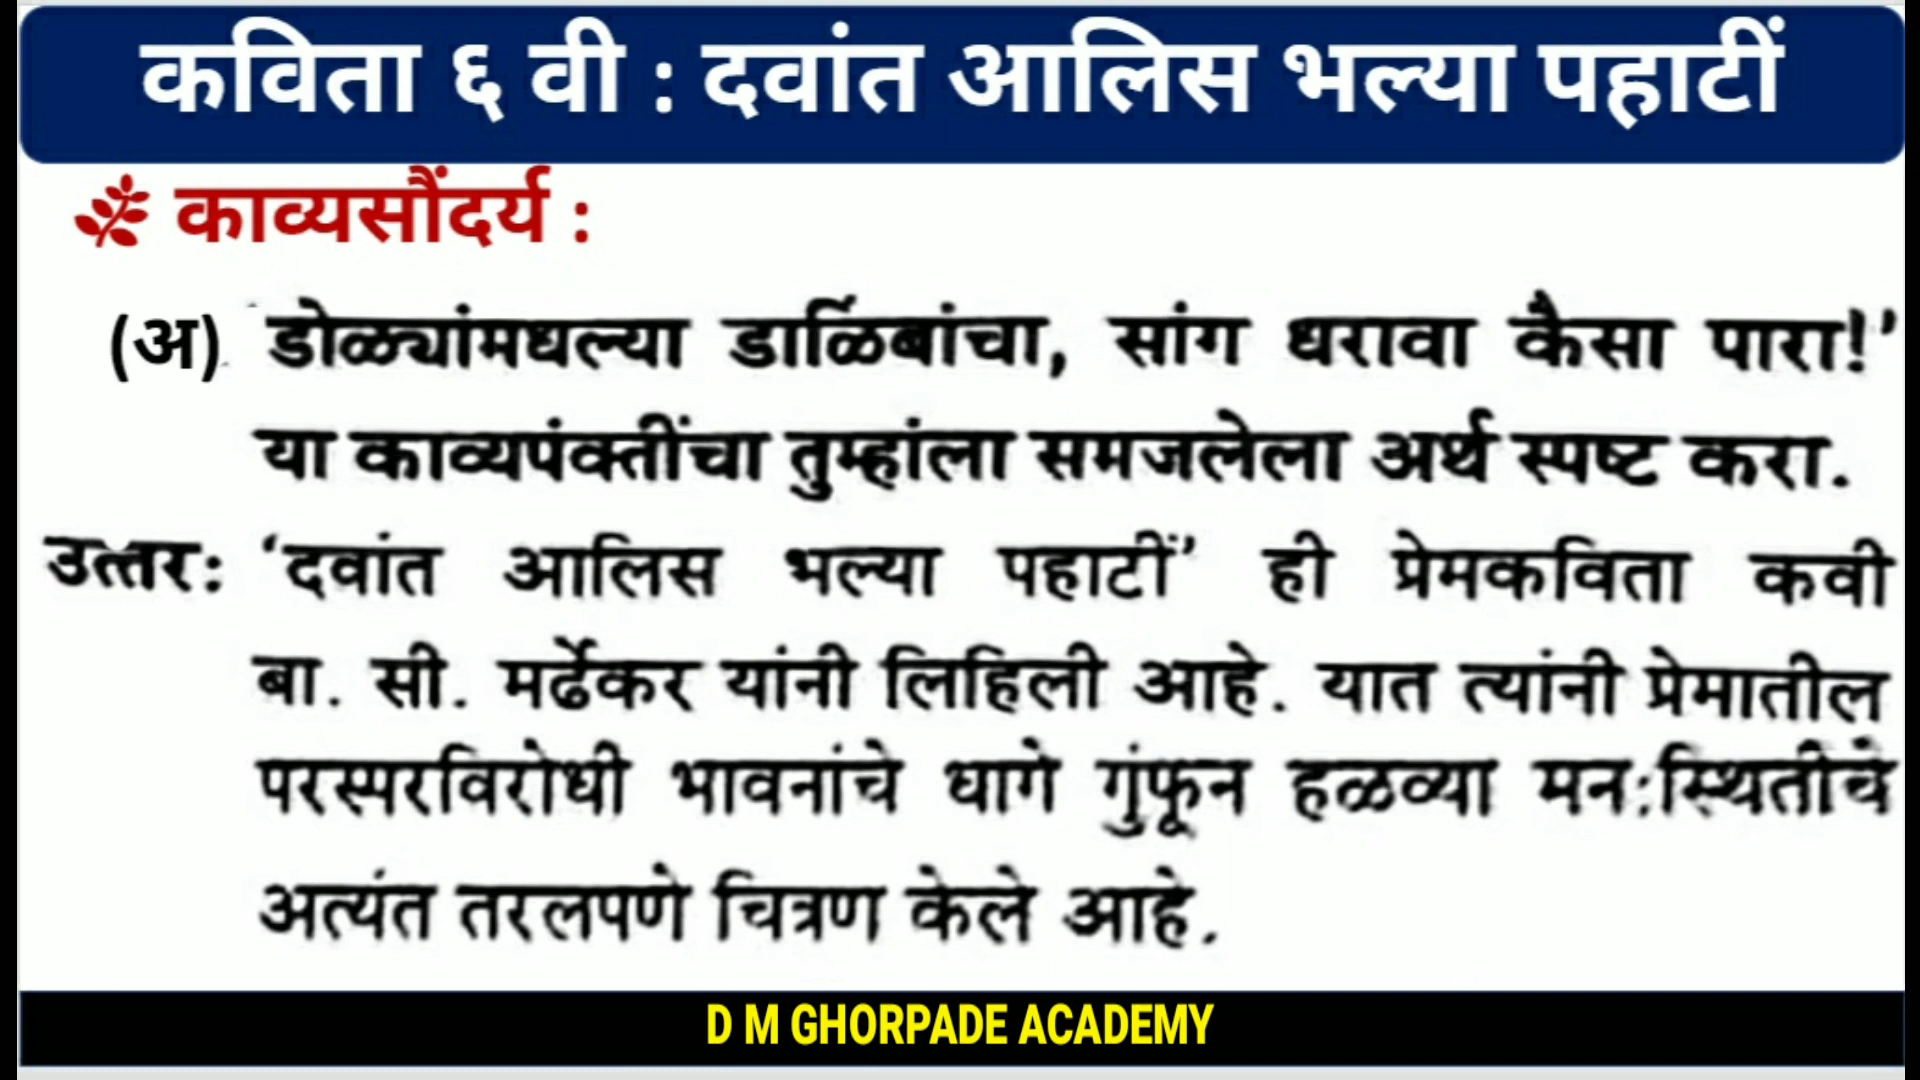 कविता ६ वी : दवांत आलिस भल्या पहाटीं
काव्यसौंदर्य :
(अ) 'डोळ्यांमधल्या डाळिंबांचा, सांग धरावा कैसा पारा!'
या काव्यपंक्तींचा तुम्हांला समजलेला अर्थ स्पष्ट करा.
उत्तर: 'दवांत आलिस भल्या पहाटीं' ही प्रेमकविता कवी
बा. सी. मर्ढेकर यांनी लिहिली आहे. यात त्यांनी प्रेमातील
परस्परविरोधी भावनांचे धागे गुंफून हळव्या मन:स्थितीचे
अत्यंत तरलपणे चित्रण केले आहे.
D M GHORPADE ACADEMY